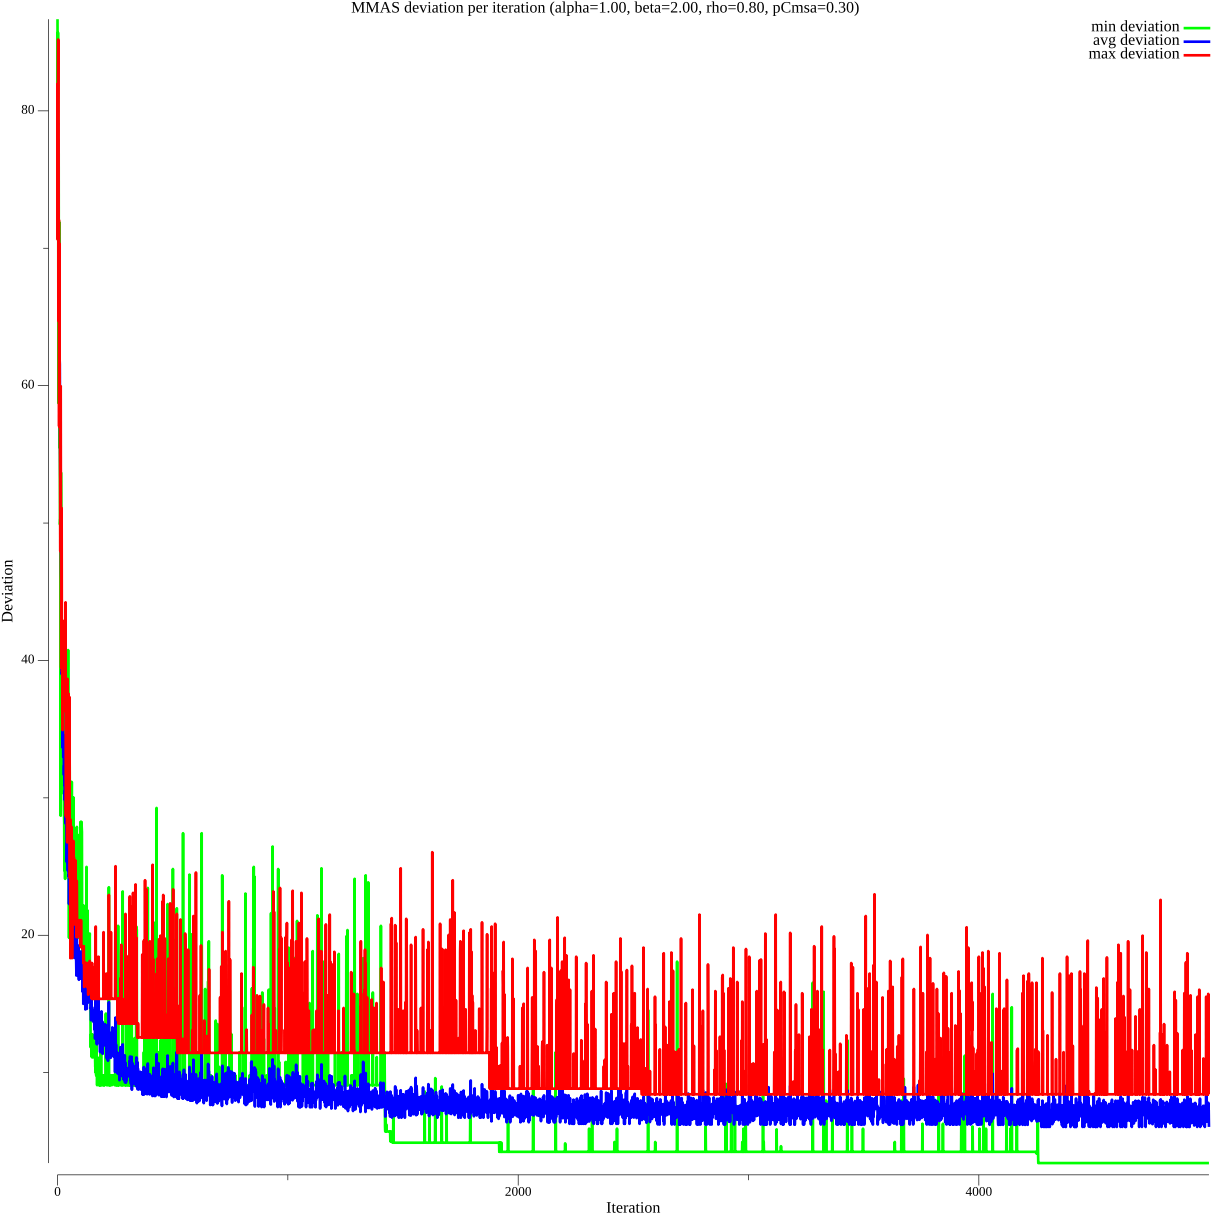 MMAS deviation per iteration (alpha=1.00, beta=2.00, rho=0.80, pCmsa=0.30)
min deviation
avg deviation
max deviation
80
60
40
20
Deviation
0
2000
4000
Iteration